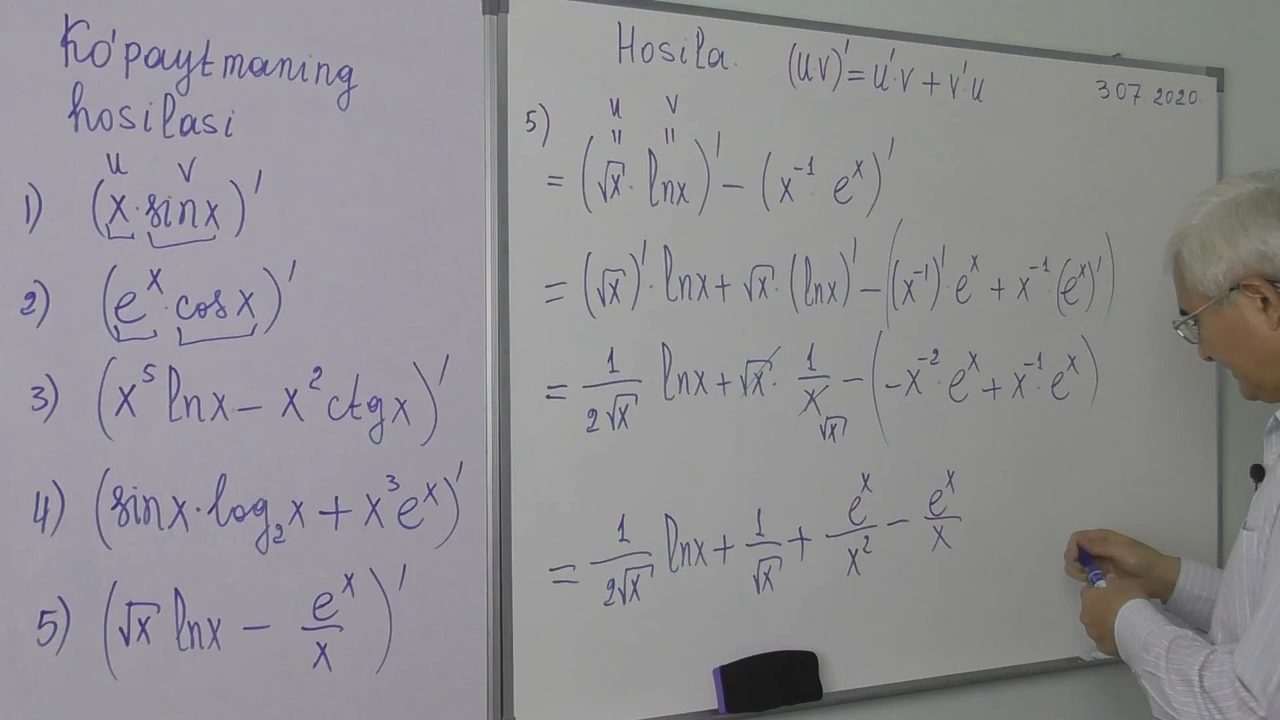 Ko'paytmaning
hosilasi
u v
1) (x·sinx)'
2) (e^x·cosx)'
3) (x^5 lnx − x^2 ctgx)'
4) (sinx·log_2 x + x^3 e^x)'
5) (√x lnx − e^x/x)'
Hosila. (u·v)' = u'·v + v'u
3 07 2020
5) u v
= (√x · lnx)' − (x^-1 e^x)'
= (√x)'· lnx + √x · (lnx)' − ((x^-1)'· e^x + x^-1·(e^x)')
= 1/(2√x) lnx + √x · 1/x √x − (−x^-2· e^x + x^-1· e^x)
= 1/(2√x) lnx + 1/√x + e^x/x^2 − e^x/x